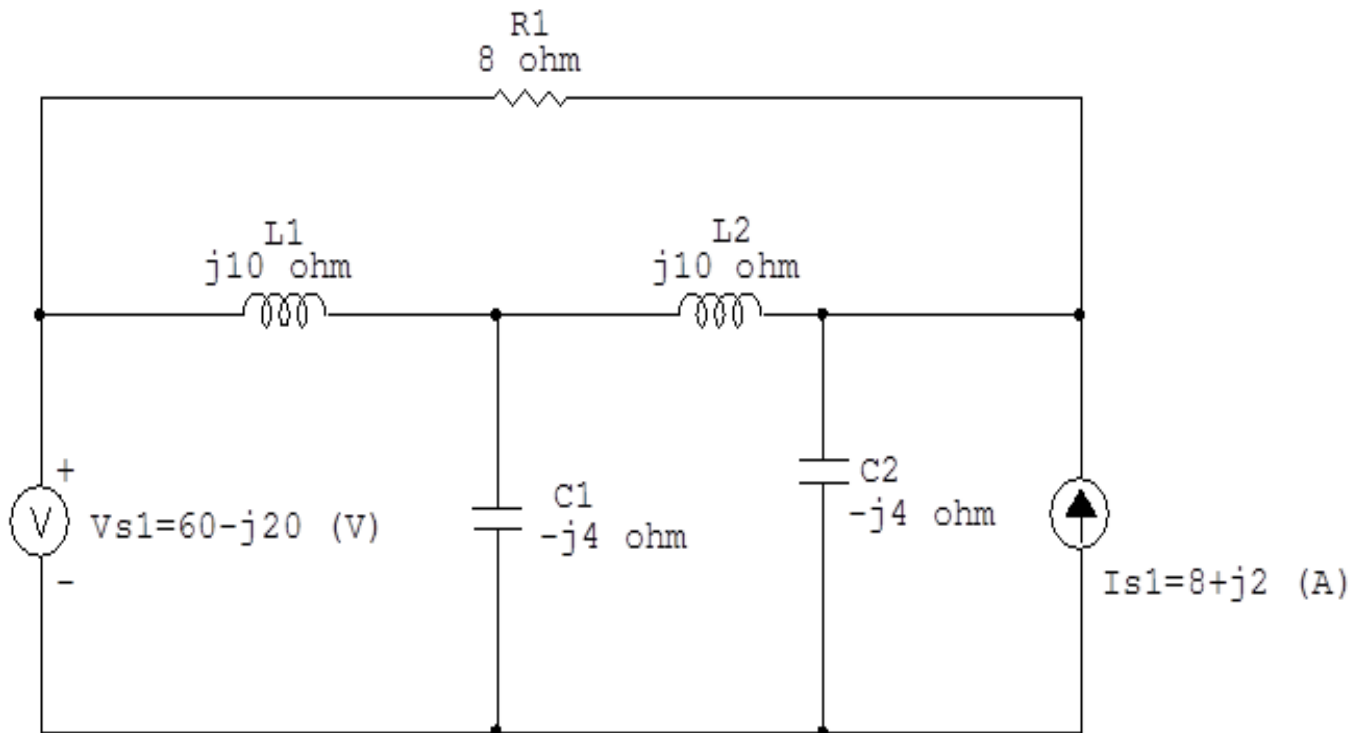 R1
8 ohm
L1
j10 ohm
L2
j10 ohm
+
V
-
Vs1=60-j20 (V)
C1
-j4 ohm
C2
-j4 ohm
Is1=8+j2 (A)